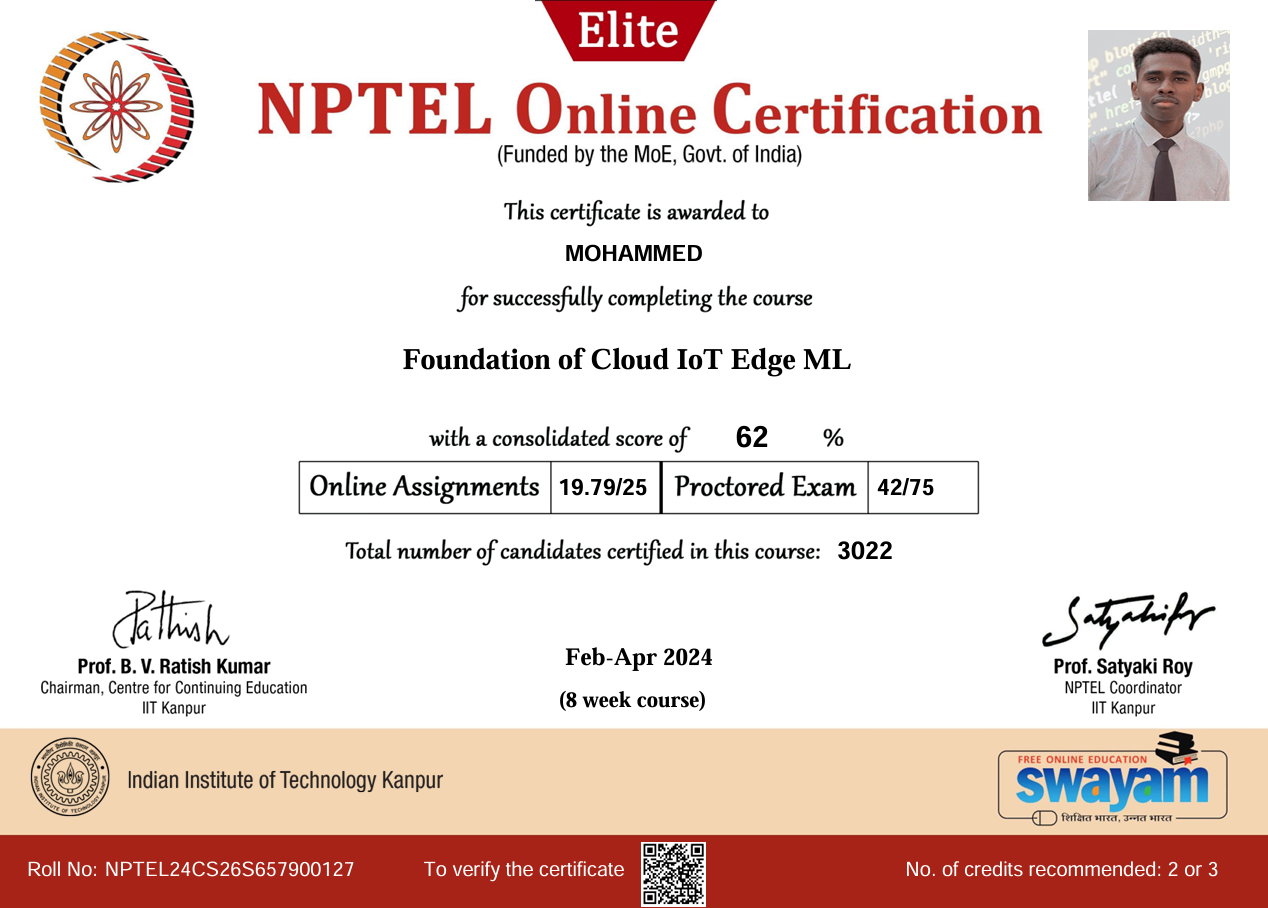 Elite
NPTEL Online Certification
(Funded by the MoE, Govt. of India)
This certificate is awarded to
MOHAMMED
for successfully completing the course
Foundation of Cloud IoT Edge ML
with a consolidated score of 62 %
Online Assignments 19.79/25 Proctored Exam 42/75
Total number of candidates certified in this course: 3022
Prof. B. V. Ratish Kumar
Chairman, Centre for Continuing Education
IIT Kanpur
Feb-Apr 2024
(8 week course)
Prof. Satyaki Roy
NPTEL Coordinator
IIT Kanpur
Indian Institute of Technology Kanpur
FREE ONLINE EDUCATION
swayam
शिक्षित भारत, उन्नत भारत
Roll No: NPTEL24CS26S657900127
To verify the certificate
No. of credits recommended: 2 or 3